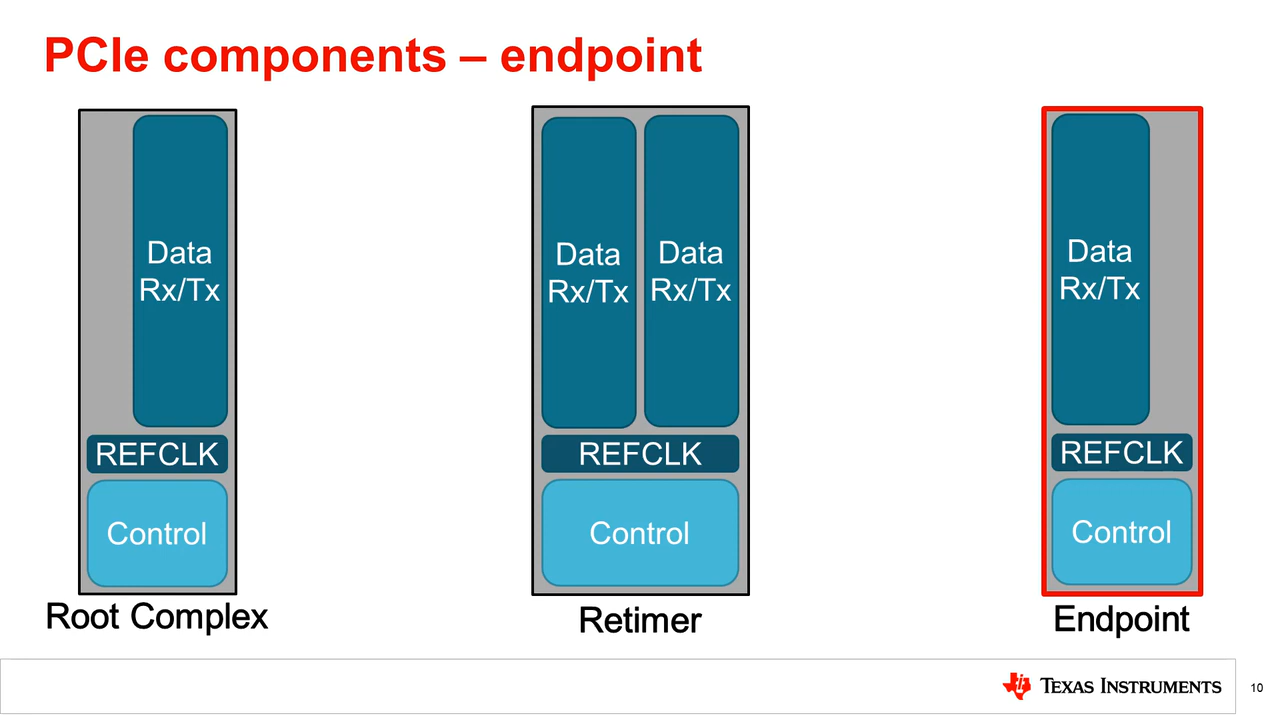 PCIe components – endpoint
Data
Rx/Tx
REFCLK
Control
Root Complex
Data
Rx/Tx
Data
Rx/Tx
REFCLK
Control
Retimer
Data
Rx/Tx
REFCLK
Control
Endpoint
Texas Instruments
10